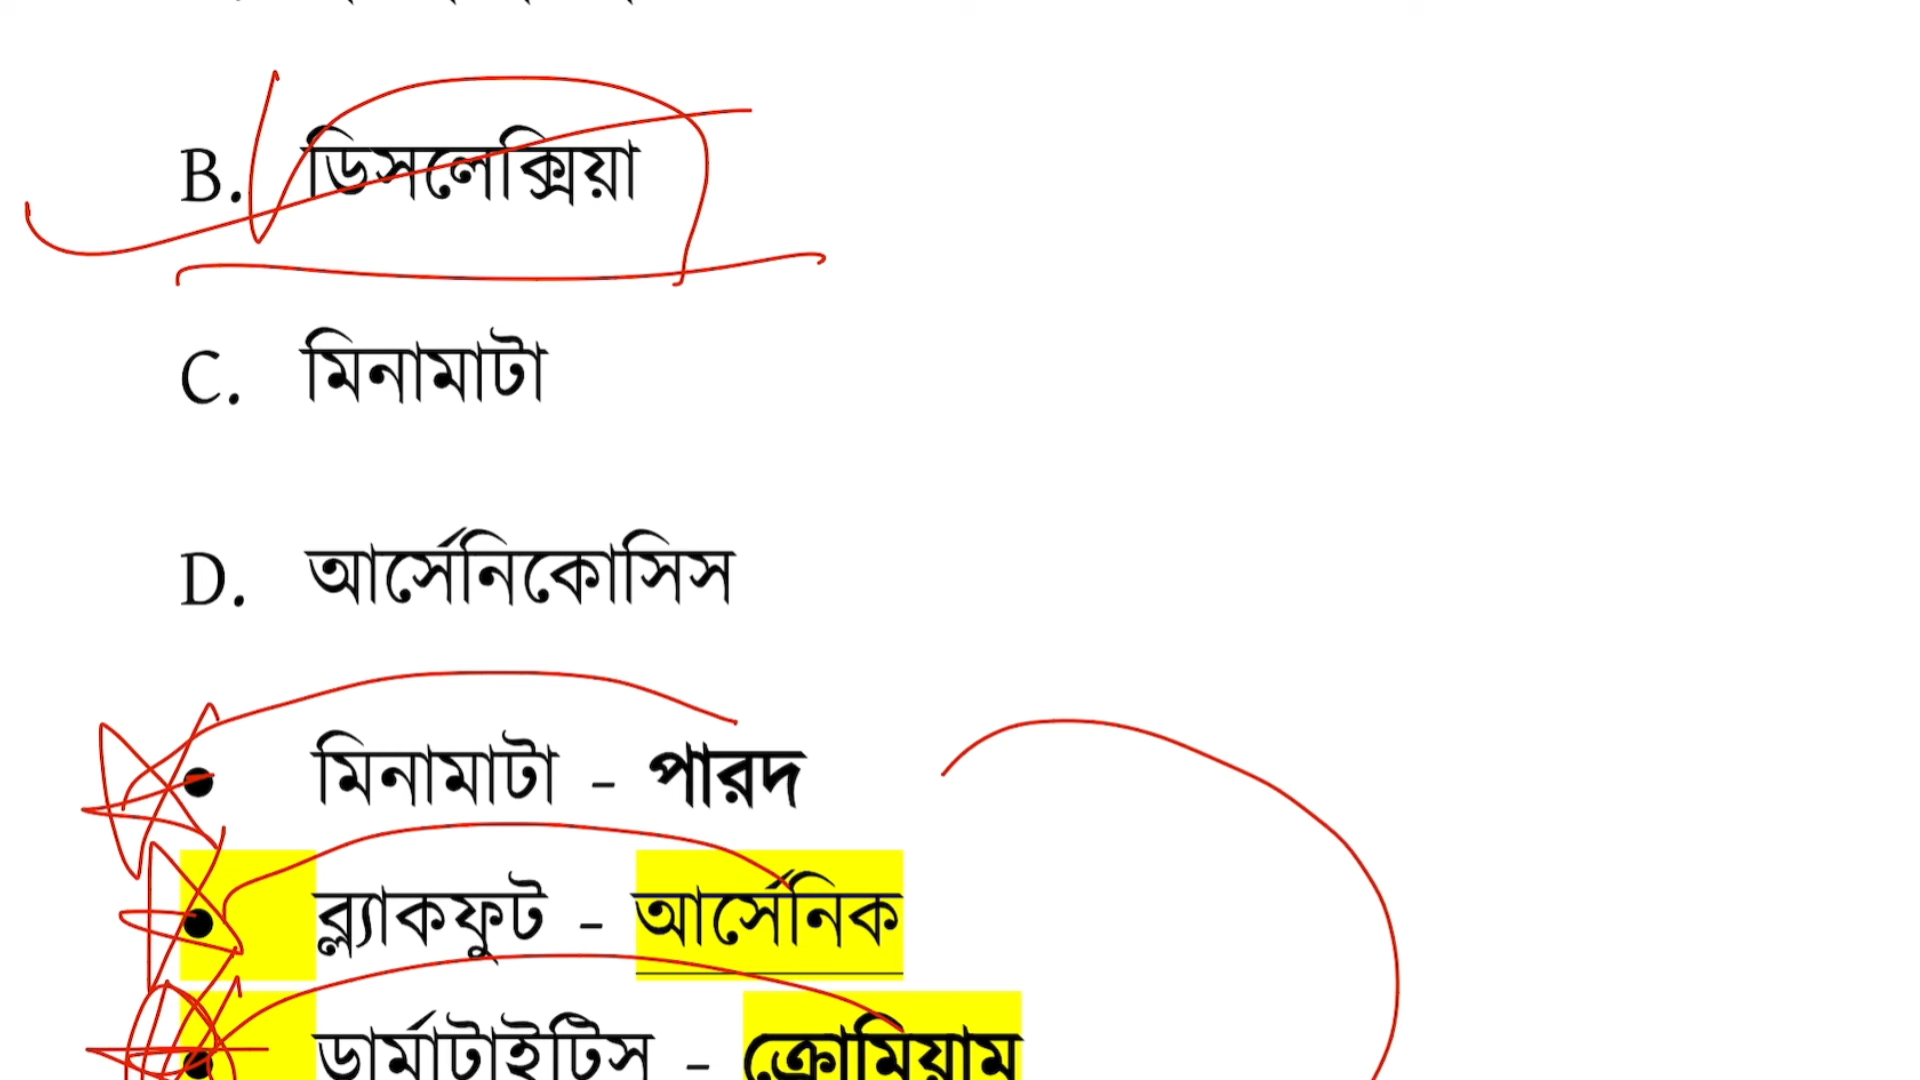 B. ডিসলেক্সিয়া
C. মিনামাটা
D. আর্সেনিকোসিস
● মিনামাটা - পারদ
● ব্ল্যাকফুট - আর্সেনিক
● ডার্মাটাইটিস - ক্রোমিয়াম